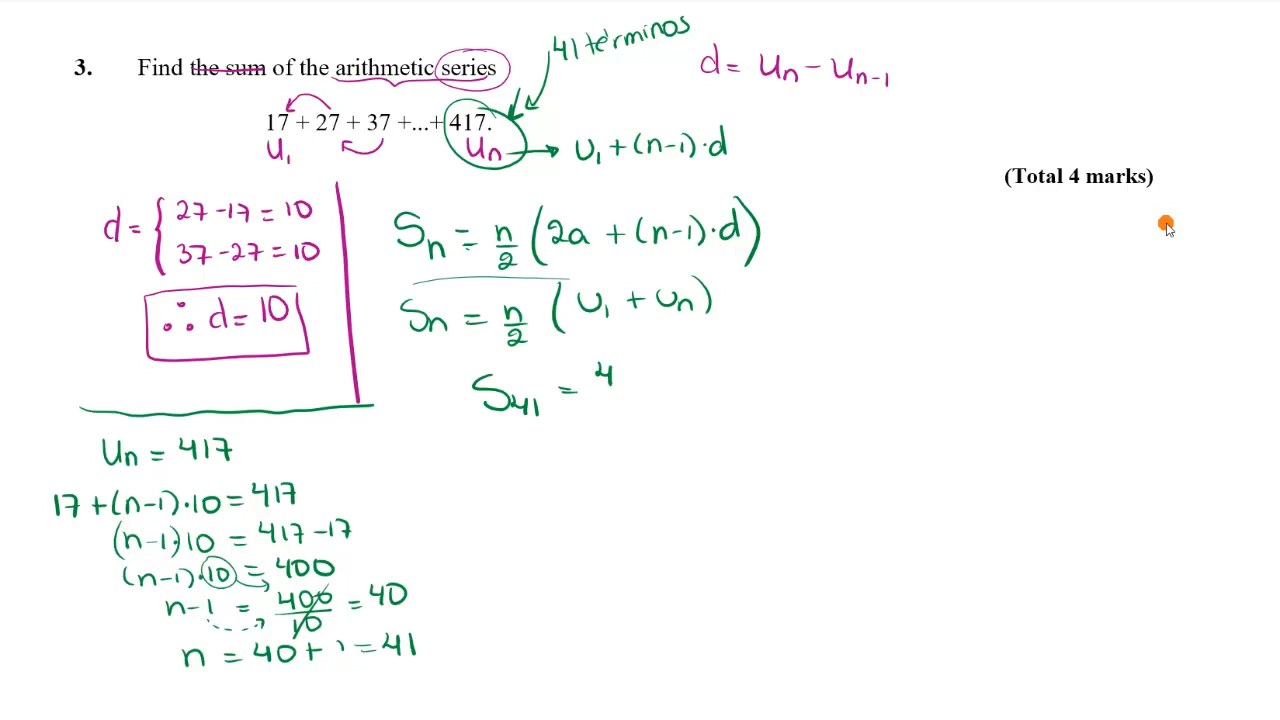 3. Find the sum of the arithmetic series
41 términos
d = Un - Un-1
17 + 27 + 37 +...+ 417.
U1
Un → U1 + (n-1)·d
(Total 4 marks)
d = { 27-17 = 10
37-27 = 10
∴ d = 10
Sn = n/2 (2a + (n-1)·d)
Sn = n/2 (U1 + Un)
S41 = 4
Un = 417
17 + (n-1)·10 = 417
(n-1)10 = 417-17
(n-1)·10 = 400
n-1 = 400/10 = 40
n = 40 + 1 = 41